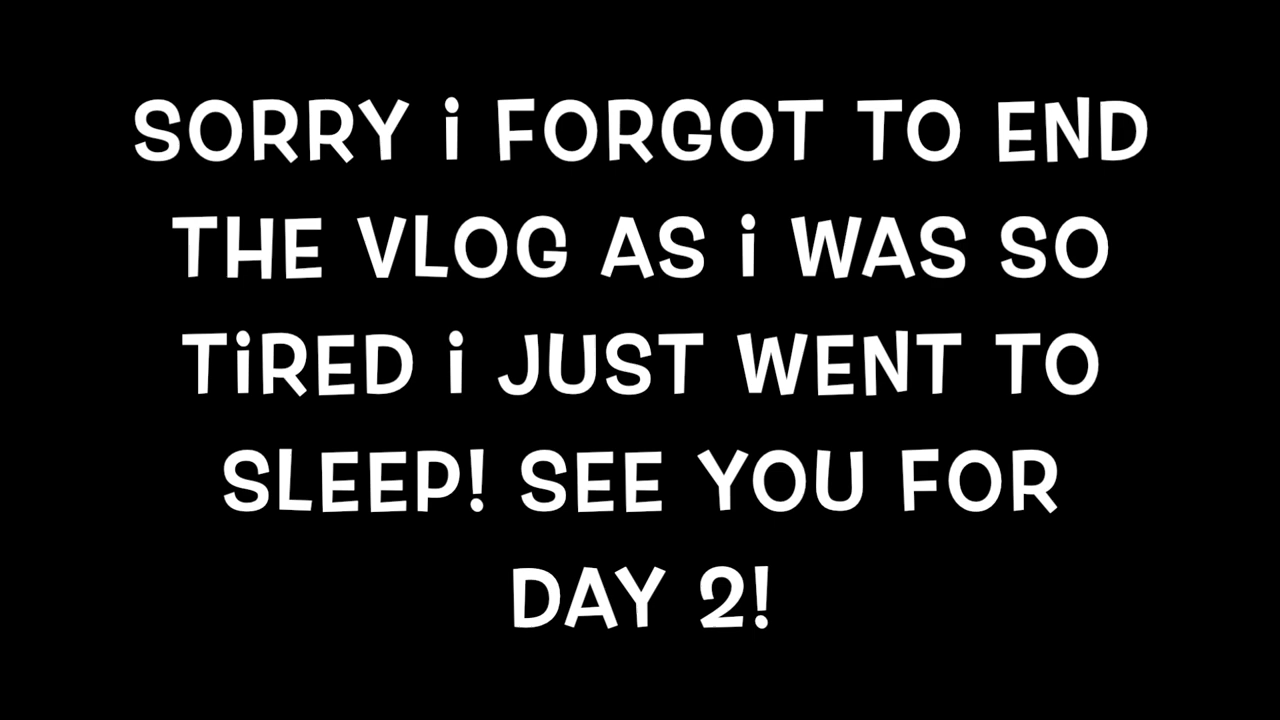 SORRY i FORGOT TO END
THE VLOG AS i WAS SO
TiRED i JUST WENT TO
SLEEP! SEE YOU FOR
DAY 2!